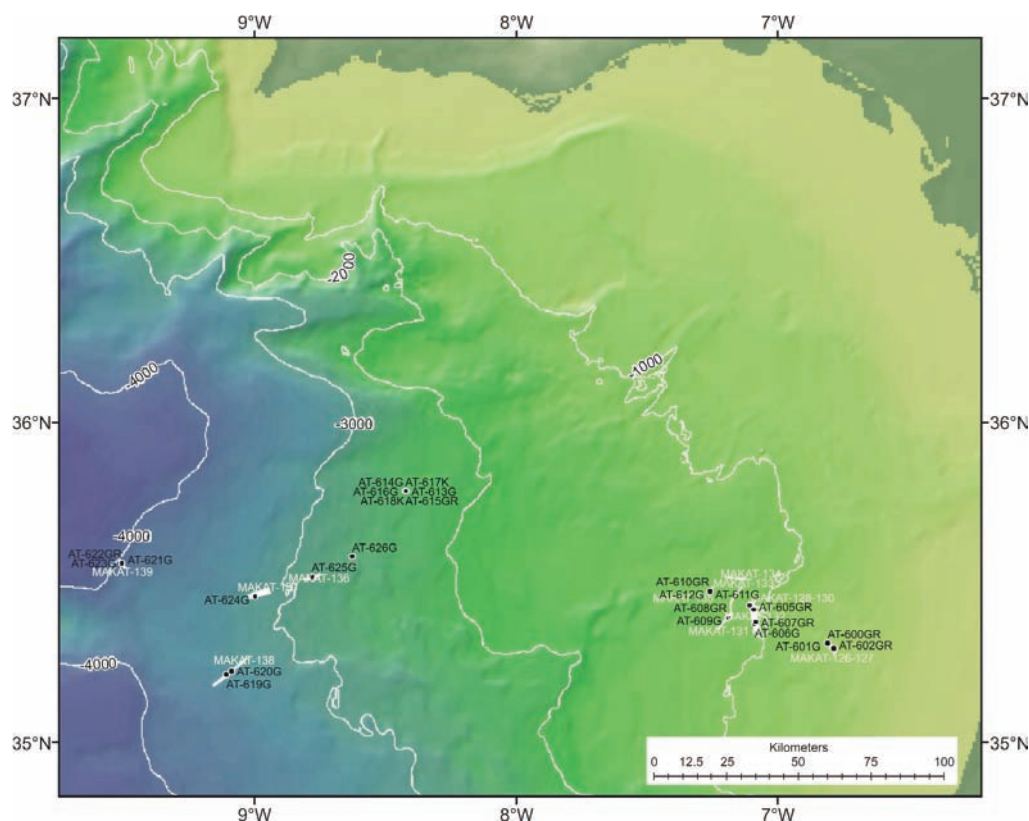 9°W 8°W 7°W
37°N 37°N
-2000
-1000
-4000
36°N 36°N
-3000
AT-614G AT-617K
AT-616G AT-613G
AT-618K AT-615GR
-4000
AT-622GR AT-621G
AT-623G
MAKAT-139
AT-626G
AT-625G
MAKAT-136
AT-624G
MAKAT-134
AT-610GR
AT-612G AT-611G
MAKAT-128-130
AT-608GR AT-605GR
AT-609G AT-607GR
MAKAT-131 AT-606G
AT-600GR
AT-601G AT-602GR
MAKAT-126-127
-4000
MAKAT-138
AT-620G
AT-619G
35°N 35°N
Kilometers
0 12.5 25 50 75 100
9°W 8°W 7°W